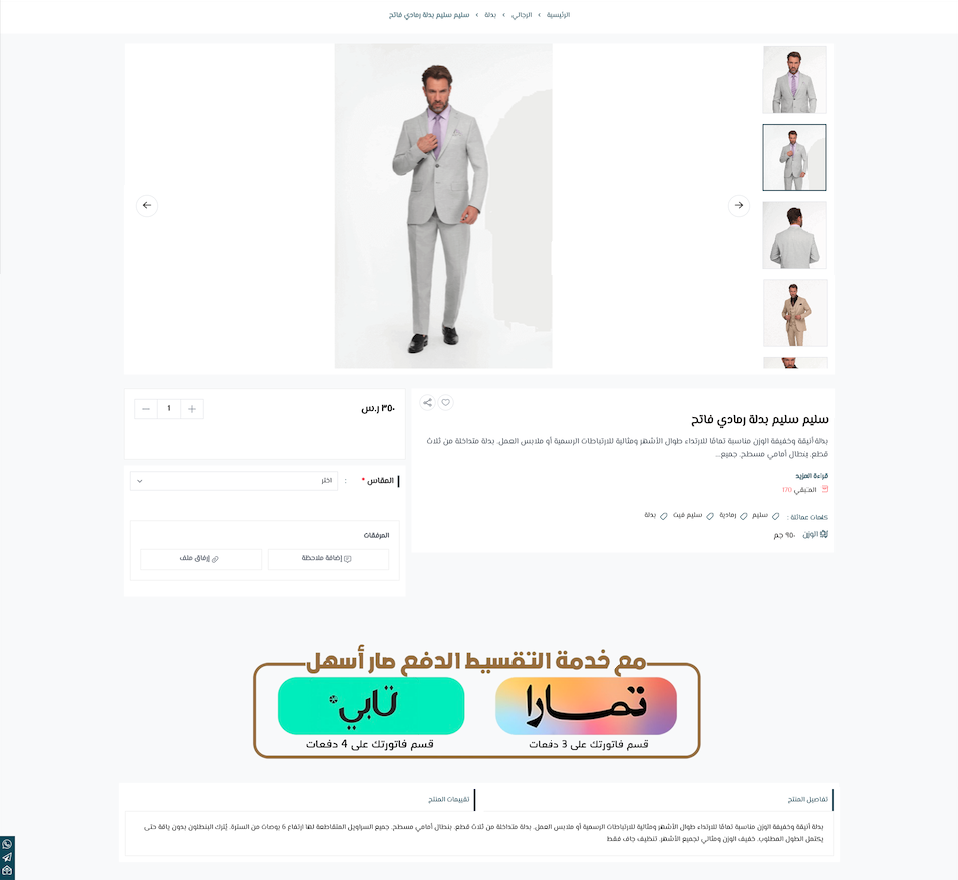 الرئيسية › الرجالي، › بدلة › سليم سليم بدلة رمادي فاتح
سليم سليم بدلة رمادي فاتح
بدلة أنيقة وخفيفة الوزن مناسبة تمامًا للارتداء طوال الأشهر ومثالية للارتباطات الرسمية أو ملابس العمل. بدلة متداخلة من ثلاث
قطع. بنطال أمامي مسطح. جميع...
قراءة المزيد
المتبقي 170
كلمات مماثلة : سليم رمادية سليم فيت بدلة
الوزن ٩٥٠ جم
٣٥٠ ر.س
1
المقاس * :
اختر
المرفقات
إضافة ملاحظة
إرفاق ملف
مع خدمة التقسيط الدفع صار أسهل
تمارا
تابي
قسم فاتورتك على 3 دفعات
قسم فاتورتك على 4 دفعات
تفاصيل المنتج
تقييمات المنتج
بدلة أنيقة وخفيفة الوزن مناسبة تمامًا للارتداء طوال الأشهر ومثالية للارتباطات الرسمية أو ملابس العمل. بدلة متداخلة من ثلاث قطع. بنطال أمامي مسطح. جميع السراويل المتقاطعة لها ارتفاع 6 بوصات من السترة. يُترك البنطلون بدون ياقة حتى
يكتمل الطول المطلوب. خفيف الوزن ومثالي لجميع الأشهر. تنظيف جاف فقط